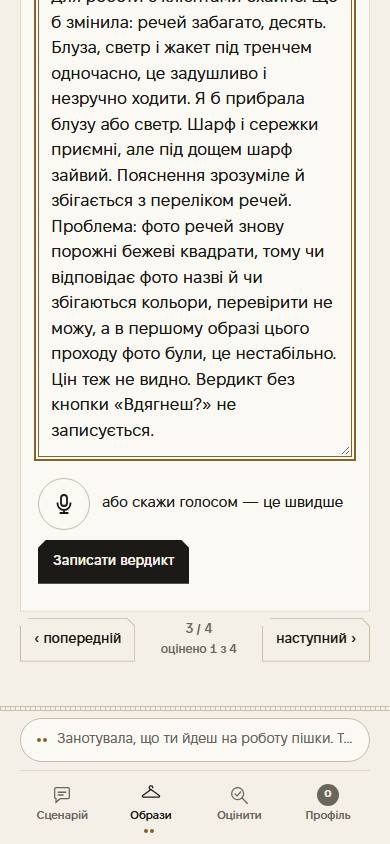 б змінила: речей забагато, десять.
Блуза, светр і жакет під тренчем
одночасно, це задушливо і
незручно ходити. Я б прибрала
блузу або светр. Шарф і сережки
приємні, але під дощем шарф
зайвий. Пояснення зрозуміле й
збігається з переліком речей.
Проблема: фото речей знову
порожні бежеві квадрати, тому чи
відповідає фото назві й чи
збігаються кольори, перевірити не
можу, а в першому образі цього
проходу фото були, це нестабільно.
Цін теж не видно. Вердикт без
кнопки «Вдягнеш?» не
записується.
або скажи голосом — це швидше
Записати вердикт
‹ попередній
3 / 4
оцінено 1 з 4
наступний ›
Занотувала, що ти йдеш на роботу пішки. Т...
Сценарій
Образи
Оцінити
О
Профіль